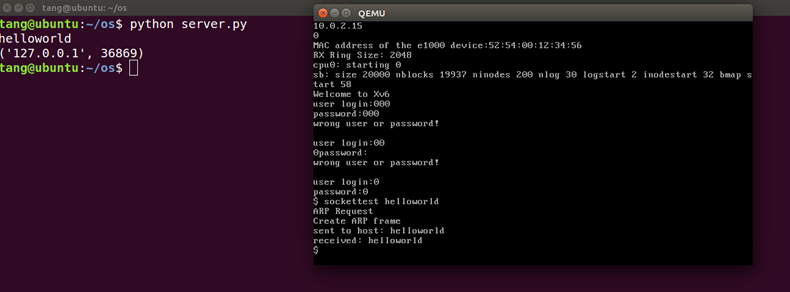 tang@ubuntu: ~/os
tang@ubuntu:~/os$ python server.py
helloworld
('127.0.0.1', 36869)
tang@ubuntu:~/os$
QEMU
10.0.2.15
0
MAC address of the e1000 device:52:54:00:12:34:56
RX Ring Size: 2048
cpu0: starting 0
sb: size 20000 nblocks 19937 ninodes 200 nlog 30 logstart 2 inodestart 32 bmap s
tart 58
Welcome to Xv6
user login:000
password:000
wrong user or password!
user login:00
0password:
wrong user or password!
user login:0
password:0
$ sockettest helloworld
ARP Request
Create ARP frame
sent to host: helloworld
received: helloworld
$